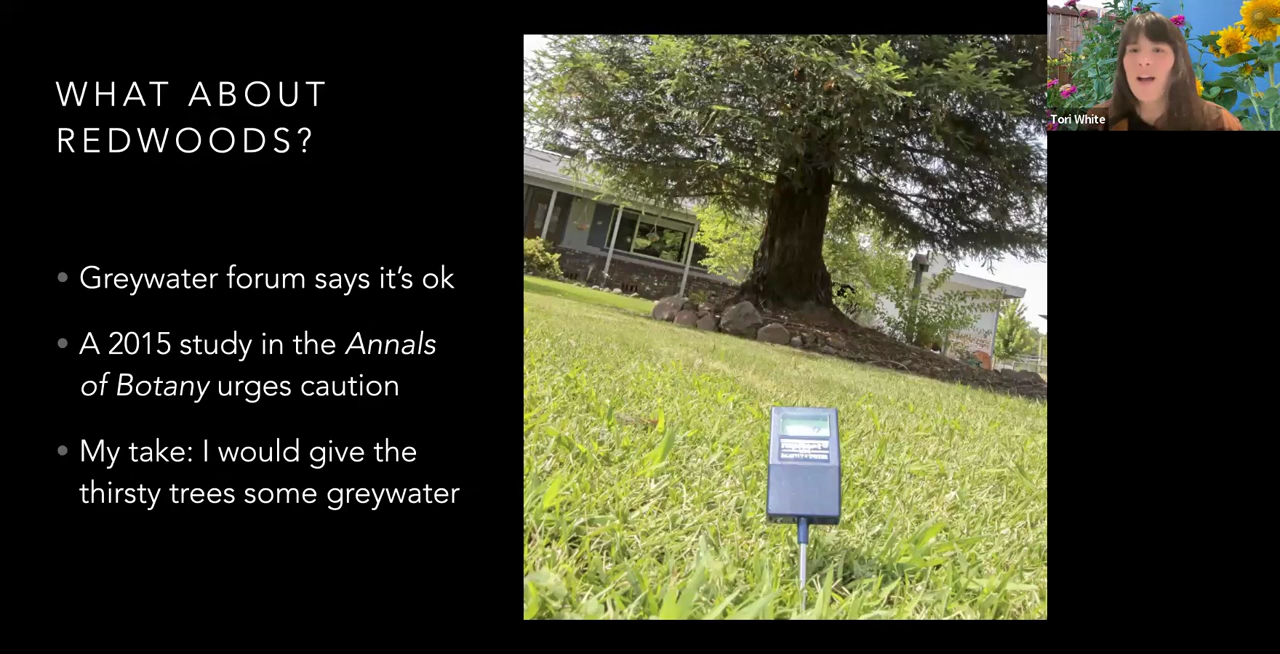 WHAT ABOUT
REDWOODS?
• Greywater forum says it’s ok
• A 2015 study in the Annals
of Botany urges caution
• My take: I would give the
thirsty trees some greywater
Tori White